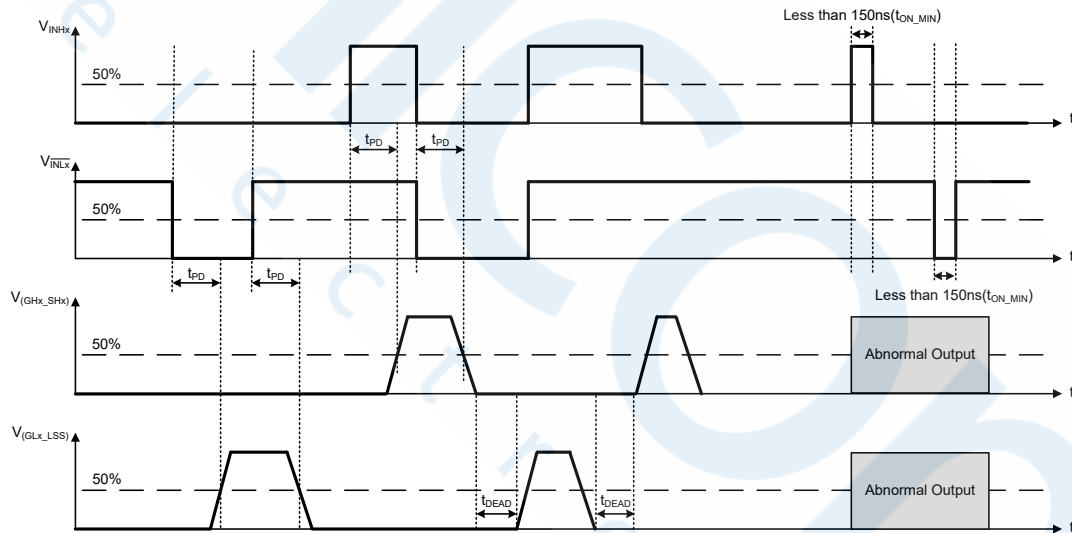 Less than 150ns(tON_MIN)
VINHx
50%
t
tPD
tPD
VINLx
50%
t
tPD
tPD
Less than 150ns(tON_MIN)
V(GHx_SHx)
50%
Abnormal Output
t
V(GLx_LSS)
50%
tDEAD
tDEAD
Abnormal Output
t